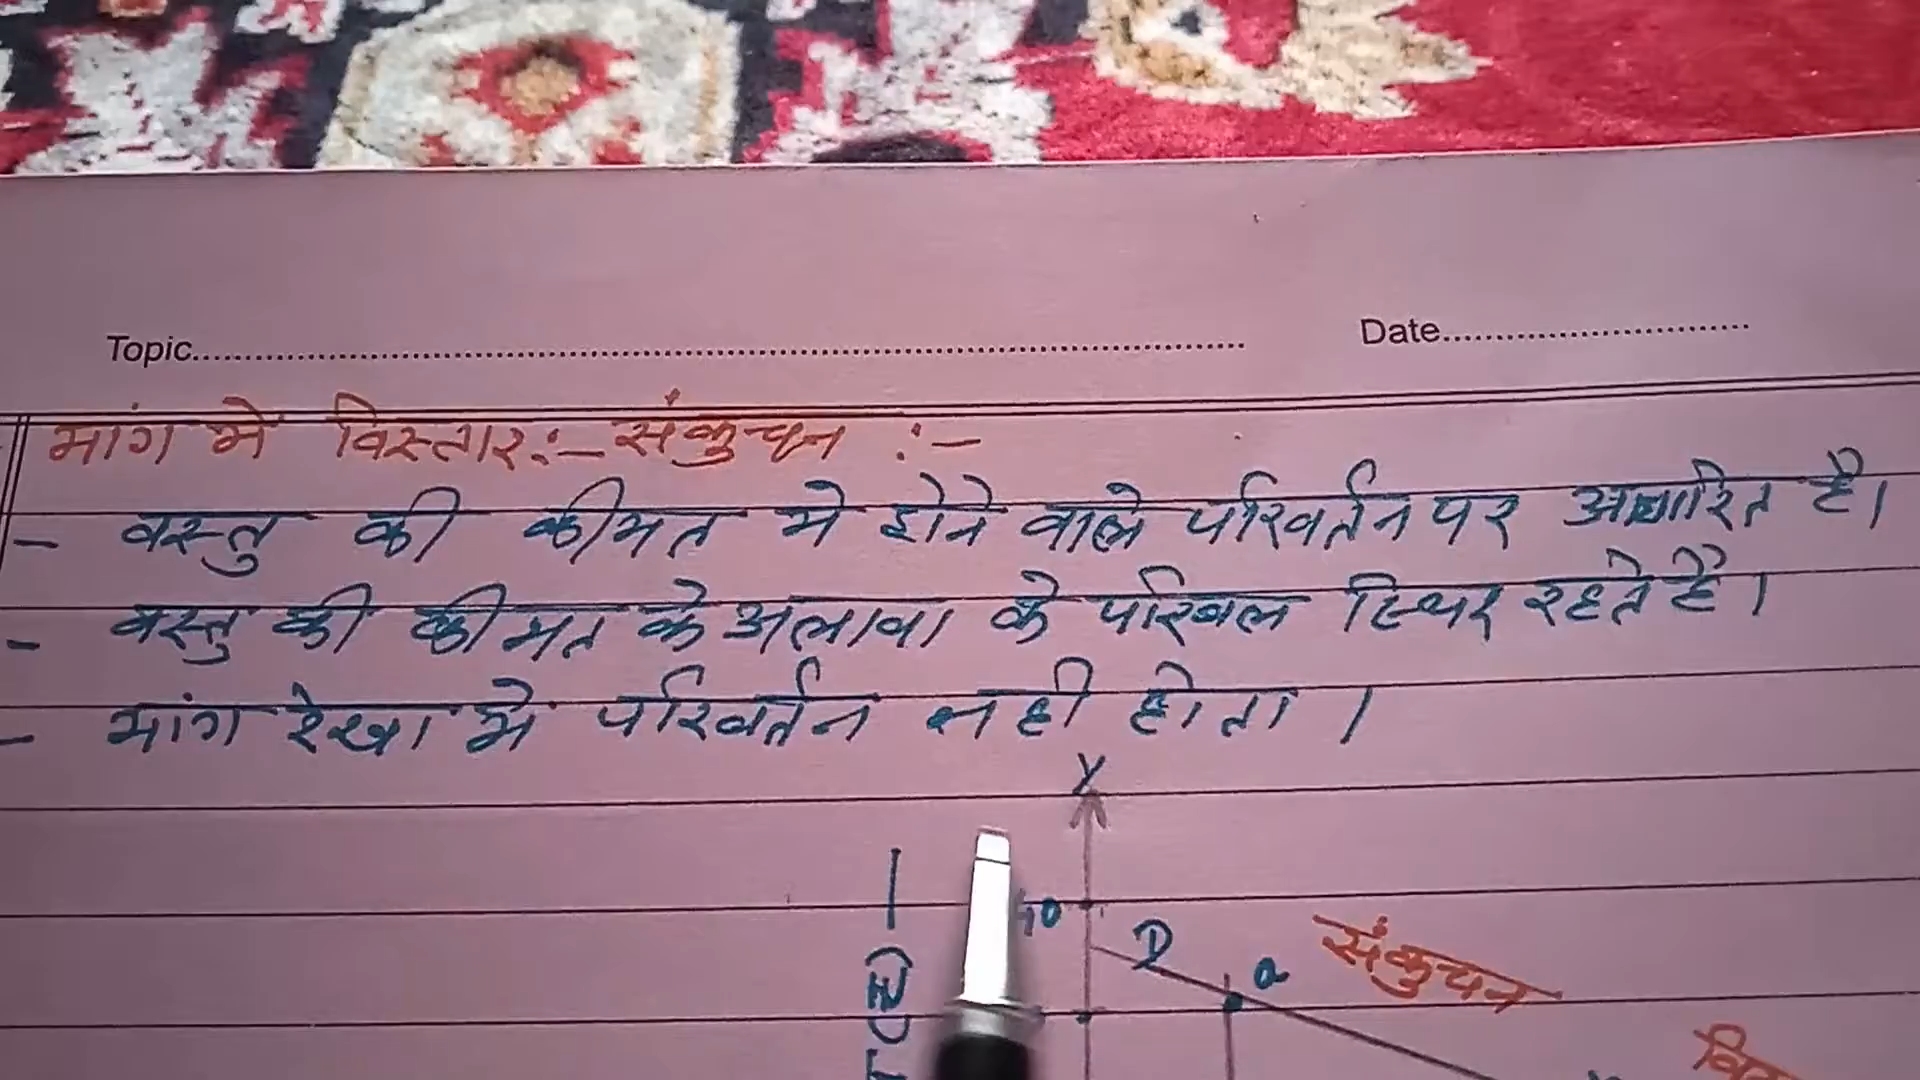 Topic........................ Date........................
मांग मे विस्तार:- संकुचन :-
- वस्तु की कीमत मे होने वाले परिवर्तन पर आधारित है।
- वस्तु की कीमत के अलावा के परिबल स्थिर रहते है।
- मांग रेखा मे परिवर्तन नही होता।
Y
40
D
a
संकुचन